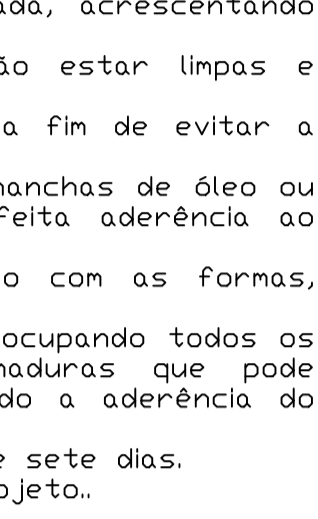 ada, acrescentando
ão estar limpas e
a fim de evitar a
manchas de óleo ou
feita aderência ao
o com as formas,
ocupando todos os
maduras que pode
do a aderência do
e sete dias.
ojeto..